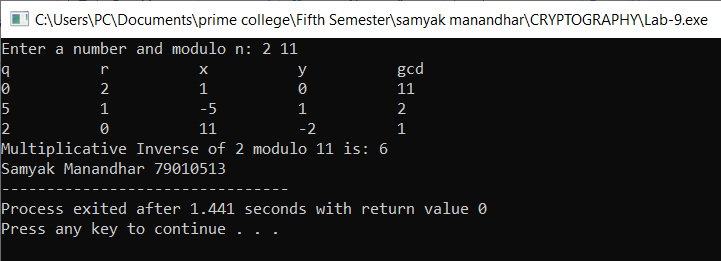 C:\Users\PC\Documents\prime college\Fifth Semester\samyak manandhar\CRYPTOGRAPHY\Lab-9.exe
Enter a number and modulo n: 2 11
q r x y gcd
0 2 1 0 11
5 1 -5 1 2
2 0 11 -2 1
Multiplicative Inverse of 2 modulo 11 is: 6
Samyak Manandhar 79010513
--------------------------------
Process exited after 1.441 seconds with return value 0
Press any key to continue . . .